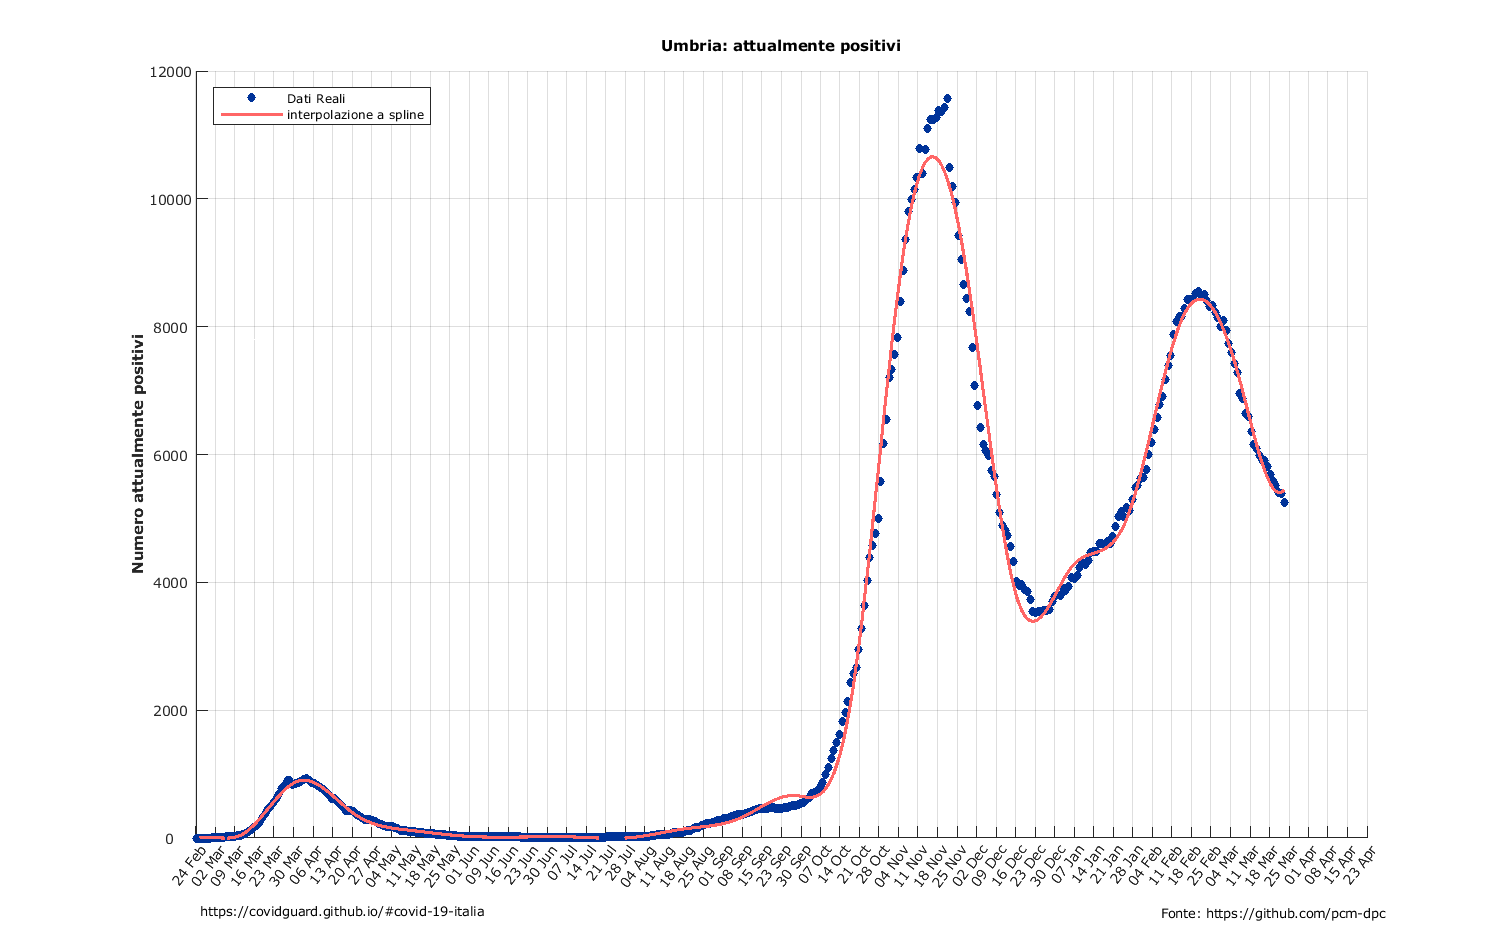 Umbria: attualmente positivi
Dati Reali
interpolazione a spline
Numero attualmente positivi
12000
10000
8000
6000
4000
2000
0
24 Feb
02 Mar
09 Mar
16 Mar
23 Mar
30 Mar
06 Apr
13 Apr
20 Apr
27 Apr
04 May
11 May
18 May
25 May
01 Jun
09 Jun
16 Jun
23 Jun
30 Jun
07 Jul
14 Jul
21 Jul
28 Jul
04 Aug
11 Aug
18 Aug
25 Aug
01 Sep
08 Sep
15 Sep
23 Sep
30 Sep
07 Oct
14 Oct
21 Oct
28 Oct
04 Nov
11 Nov
18 Nov
25 Nov
02 Dec
09 Dec
16 Dec
23 Dec
30 Dec
07 Jan
14 Jan
21 Jan
28 Jan
04 Feb
11 Feb
18 Feb
25 Feb
04 Mar
11 Mar
18 Mar
25 Mar
01 Apr
08 Apr
15 Apr
23 Apr
https://covidguard.github.io/#covid-19-italia
Fonte: https://github.com/pcm-dpc